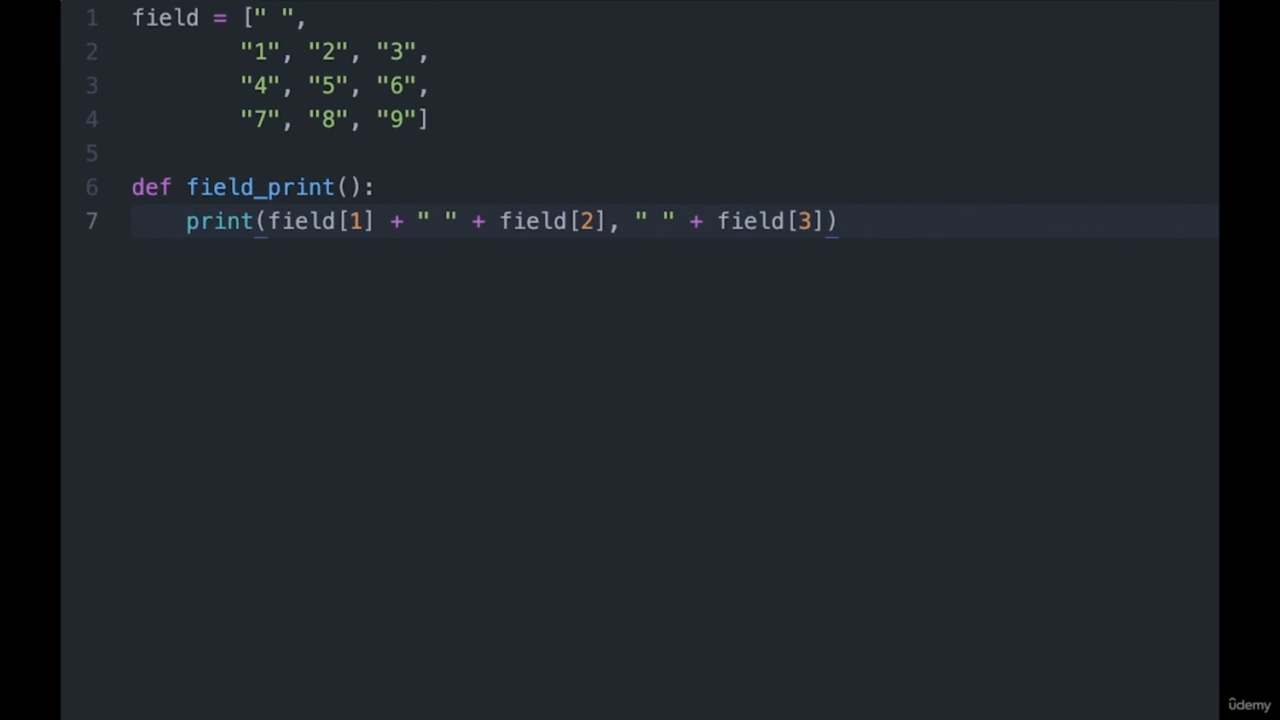 1 field = [" ",
2 "1", "2", "3",
3 "4", "5", "6",
4 "7", "8", "9"]
5
6 def field_print():
7 print(field[1] + " " + field[2], " " + field[3])
ûdemy